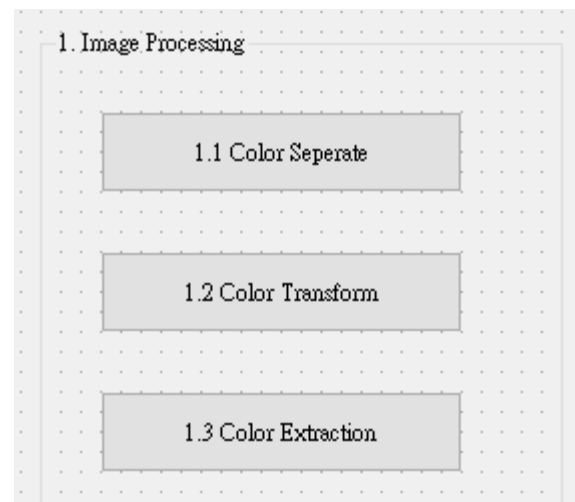 1. Image Processing
1.1 Color Seperate
1.2 Color Transform
1.3 Color Extraction